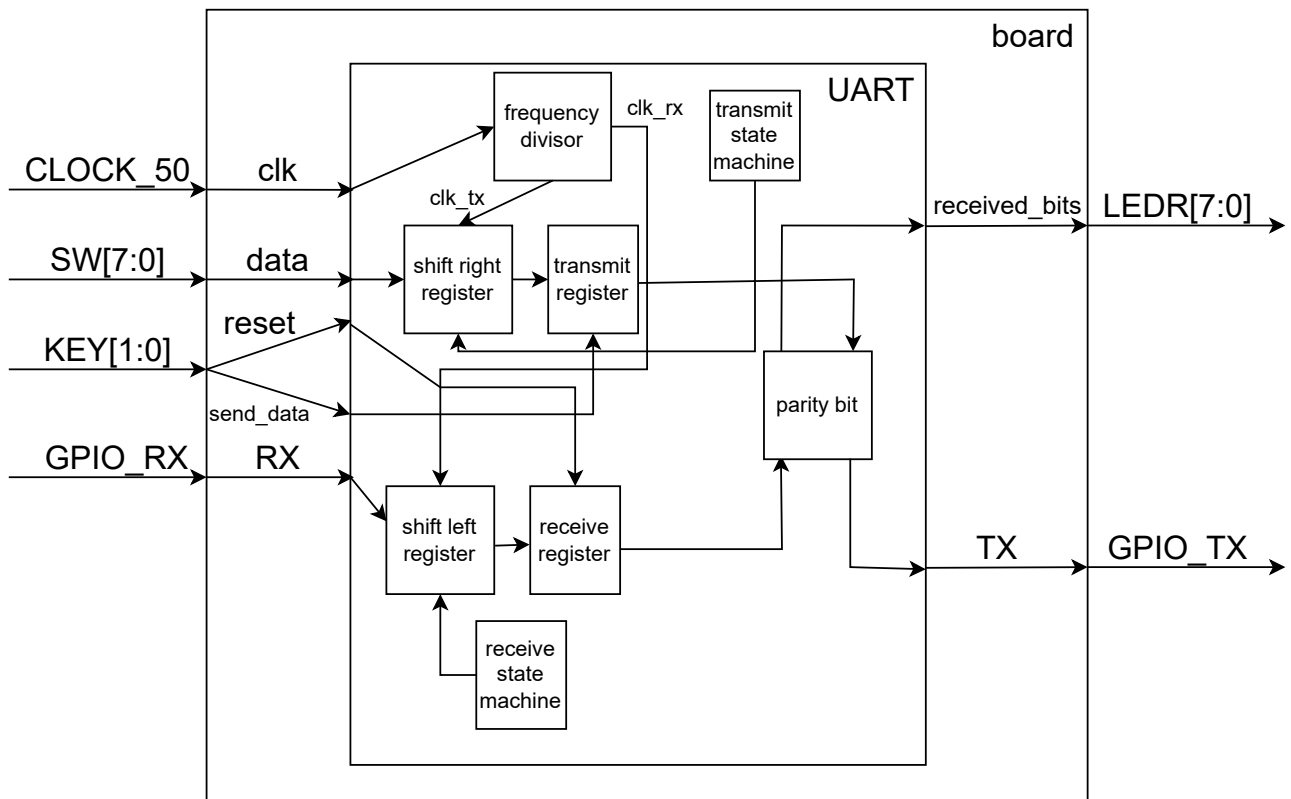 board
UART
frequency
divisor
clk_rx
transmit
state
machine
CLOCK_50
clk
clk_tx
received_bits
LEDR[7:0]
SW[7:0]
data
shift right
register
transmit
register
reset
KEY[1:0]
send_data
parity bit
GPIO_RX
RX
shift left
register
receive
register
TX
GPIO_TX
receive
state
machine